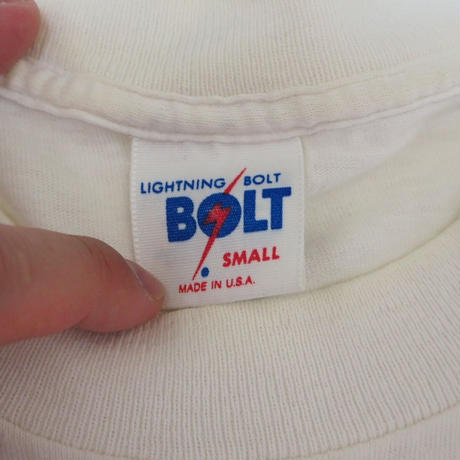 LIGHTNING BOLT
BOLT
SMALL
MADE IN U.S.A.